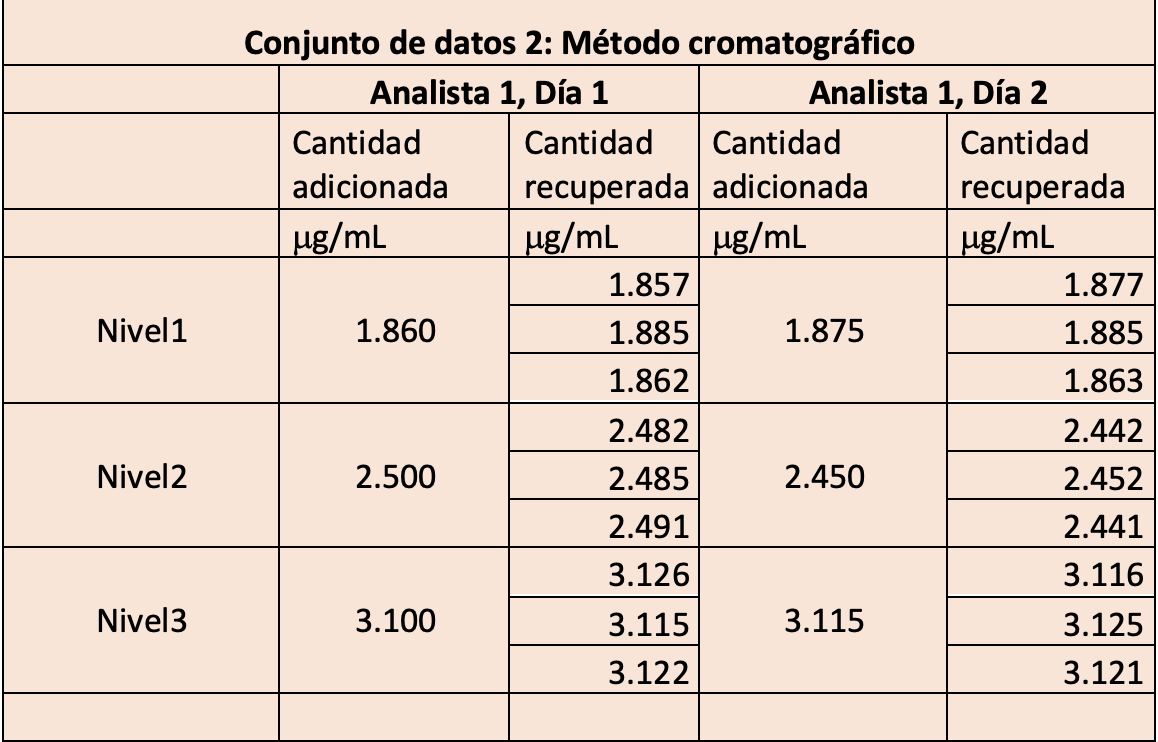 Conjunto de datos 2: Método cromatográfico
Analista 1, Día 1 Analista 1, Día 2
Cantidad adicionada Cantidad recuperada Cantidad adicionada Cantidad recuperada
µg/mL µg/mL µg/mL µg/mL
1.857 1.877
Nivel1 1.860 1.885 1.875 1.885
1.862 1.863
2.482 2.442
Nivel2 2.500 2.485 2.450 2.452
2.491 2.441
3.126 3.116
Nivel3 3.100 3.115 3.115 3.125
3.122 3.121